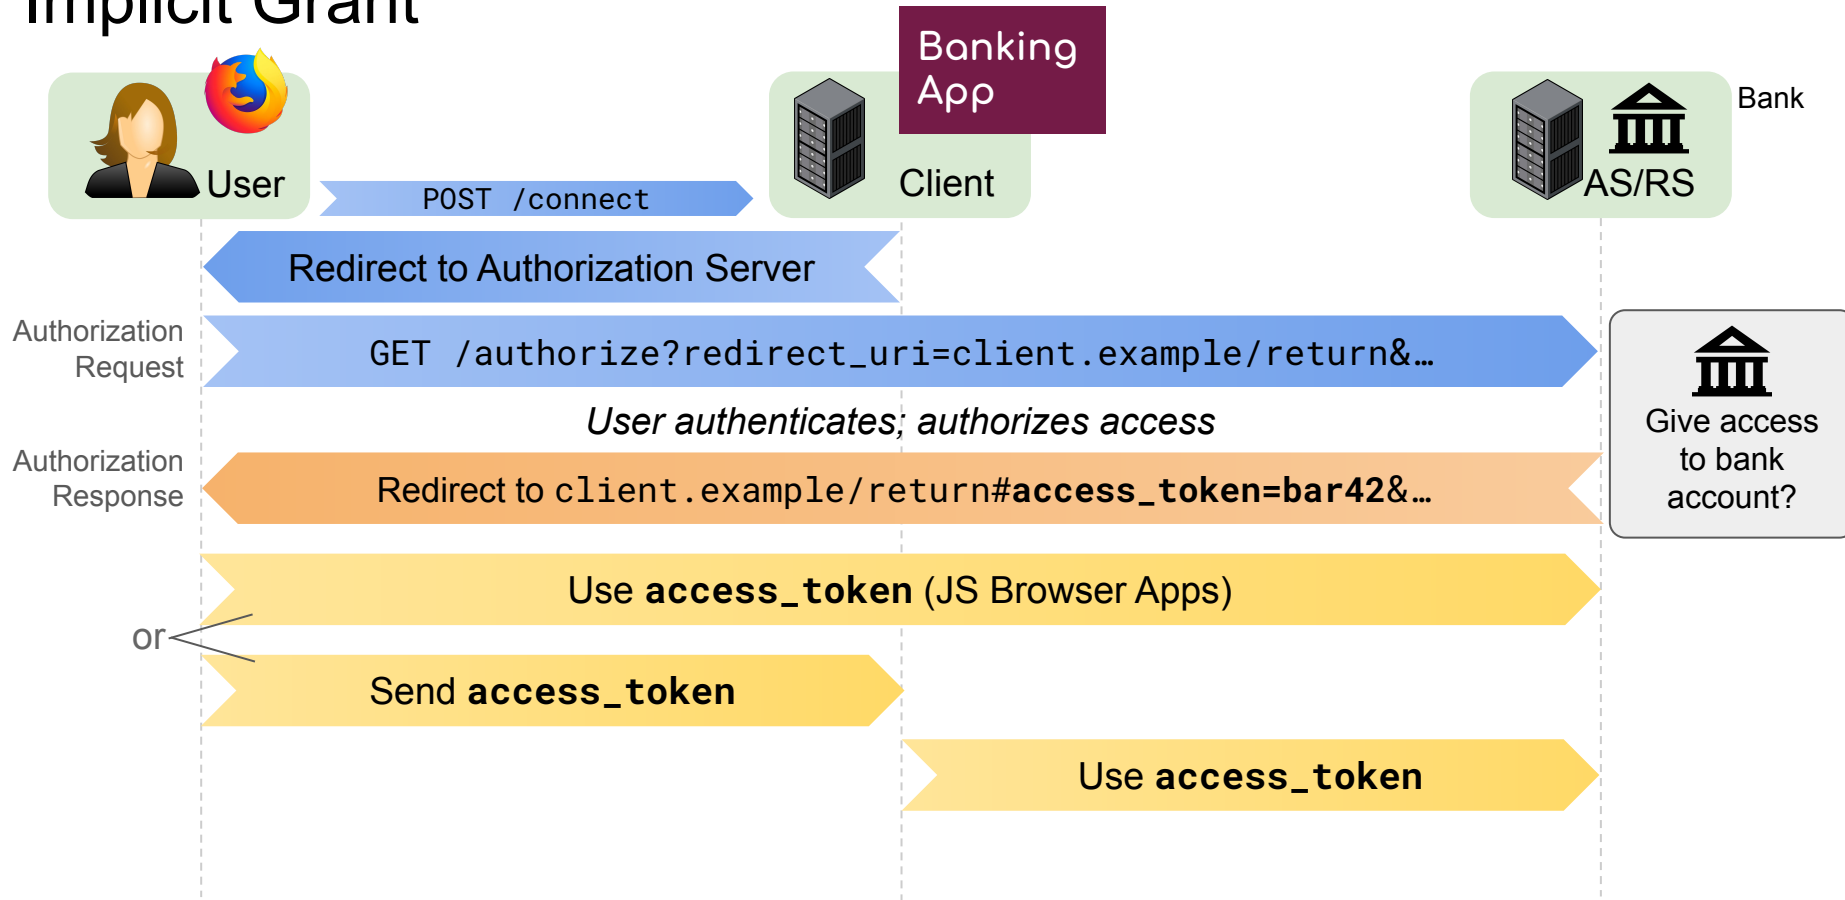 Implicit Grant
Banking
App
Bank
User
Client
AS/RS
POST /connect
Redirect to Authorization Server
Authorization
Request
GET /authorize?redirect_uri=client.example/return&…
User authenticates; authorizes access
Give access
to bank
account?
Authorization
Response
Redirect to client.example/return#access_token=bar42&…
Use access_token (JS Browser Apps)
or
Send access_token
Use access_token